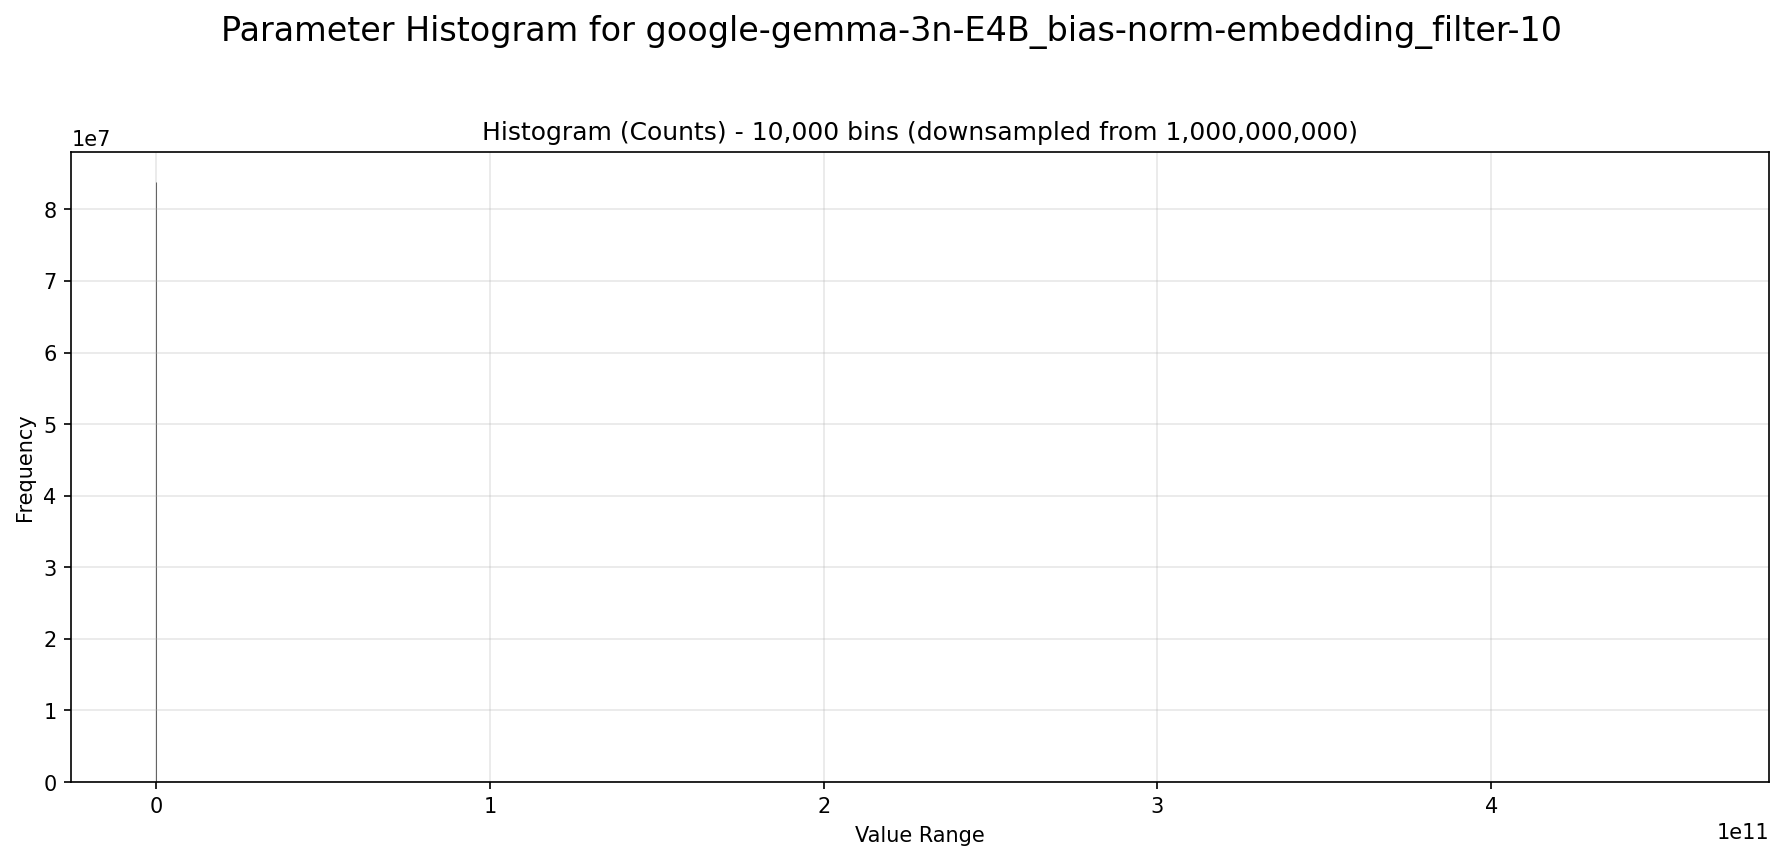 Parameter Histogram for google-gemma-3n-E4B_bias-norm-embedding_filter-10
Histogram (Counts) - 10,000 bins (downsampled from 1,000,000,000)
1e7
8
7
6
5
4
3
2
1
0
Frequency
0 1 2 3 4
1e11
Value Range